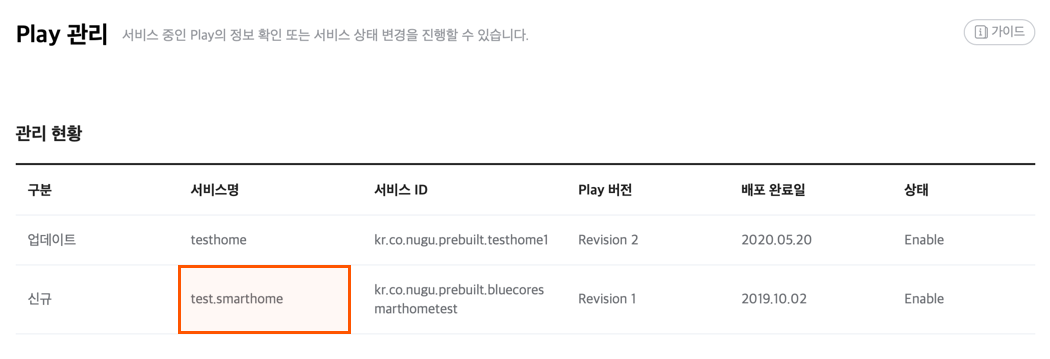 Play 관리 서비스 중인 Play의 정보 확인 또는 서비스 상태 변경을 진행할 수 있습니다. 가이드
관리 현황
구분 서비스명 서비스 ID Play 버전 배포 완료일 상태
업데이트 testhome kr.co.nugu.prebuilt.testhome1 Revision 2 2020.05.20 Enable
신규 test.smarthome kr.co.nugu.prebuilt.bluecores Revision 1 2019.10.02 Enable
marthometest